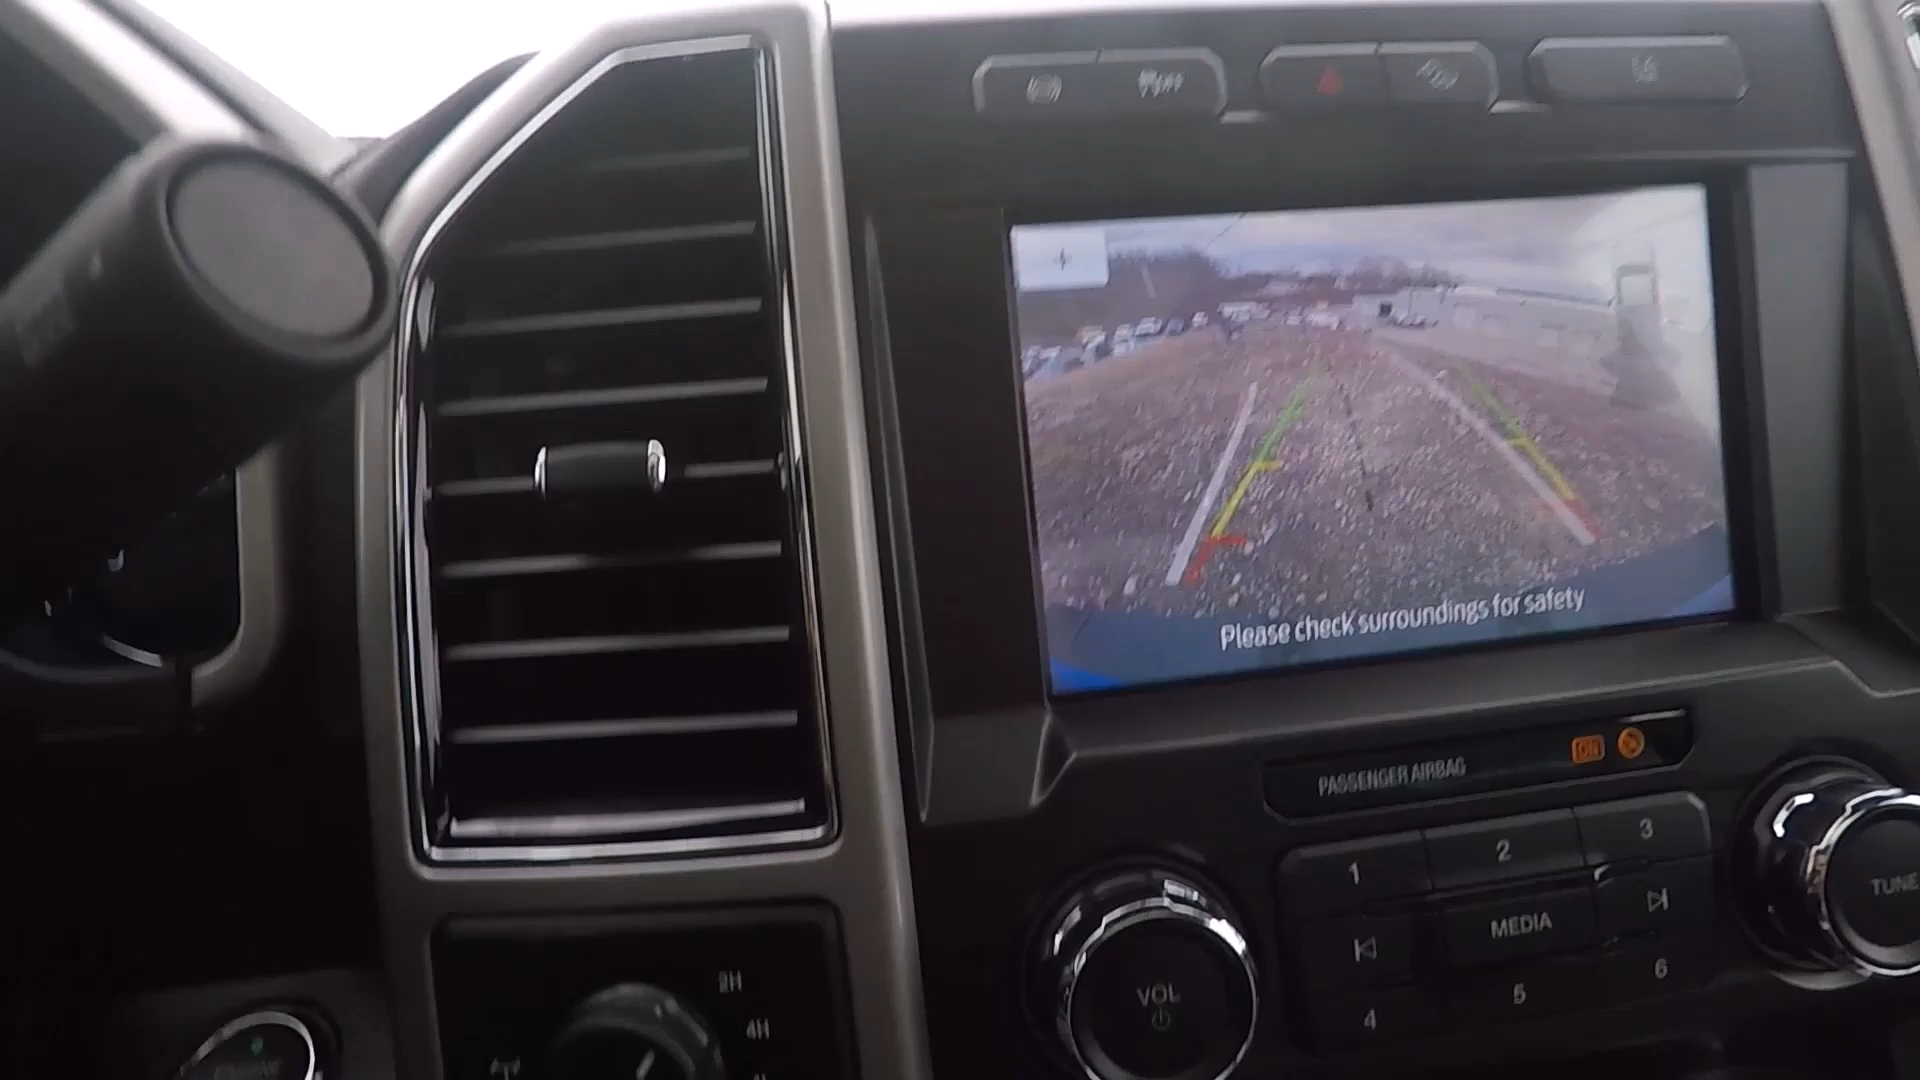 OFF
Please check surroundings for safety
PASSENGER AIRBAG ON
1 2 3
MEDIA
4 5 6
VOL
TUNE
2H
4H